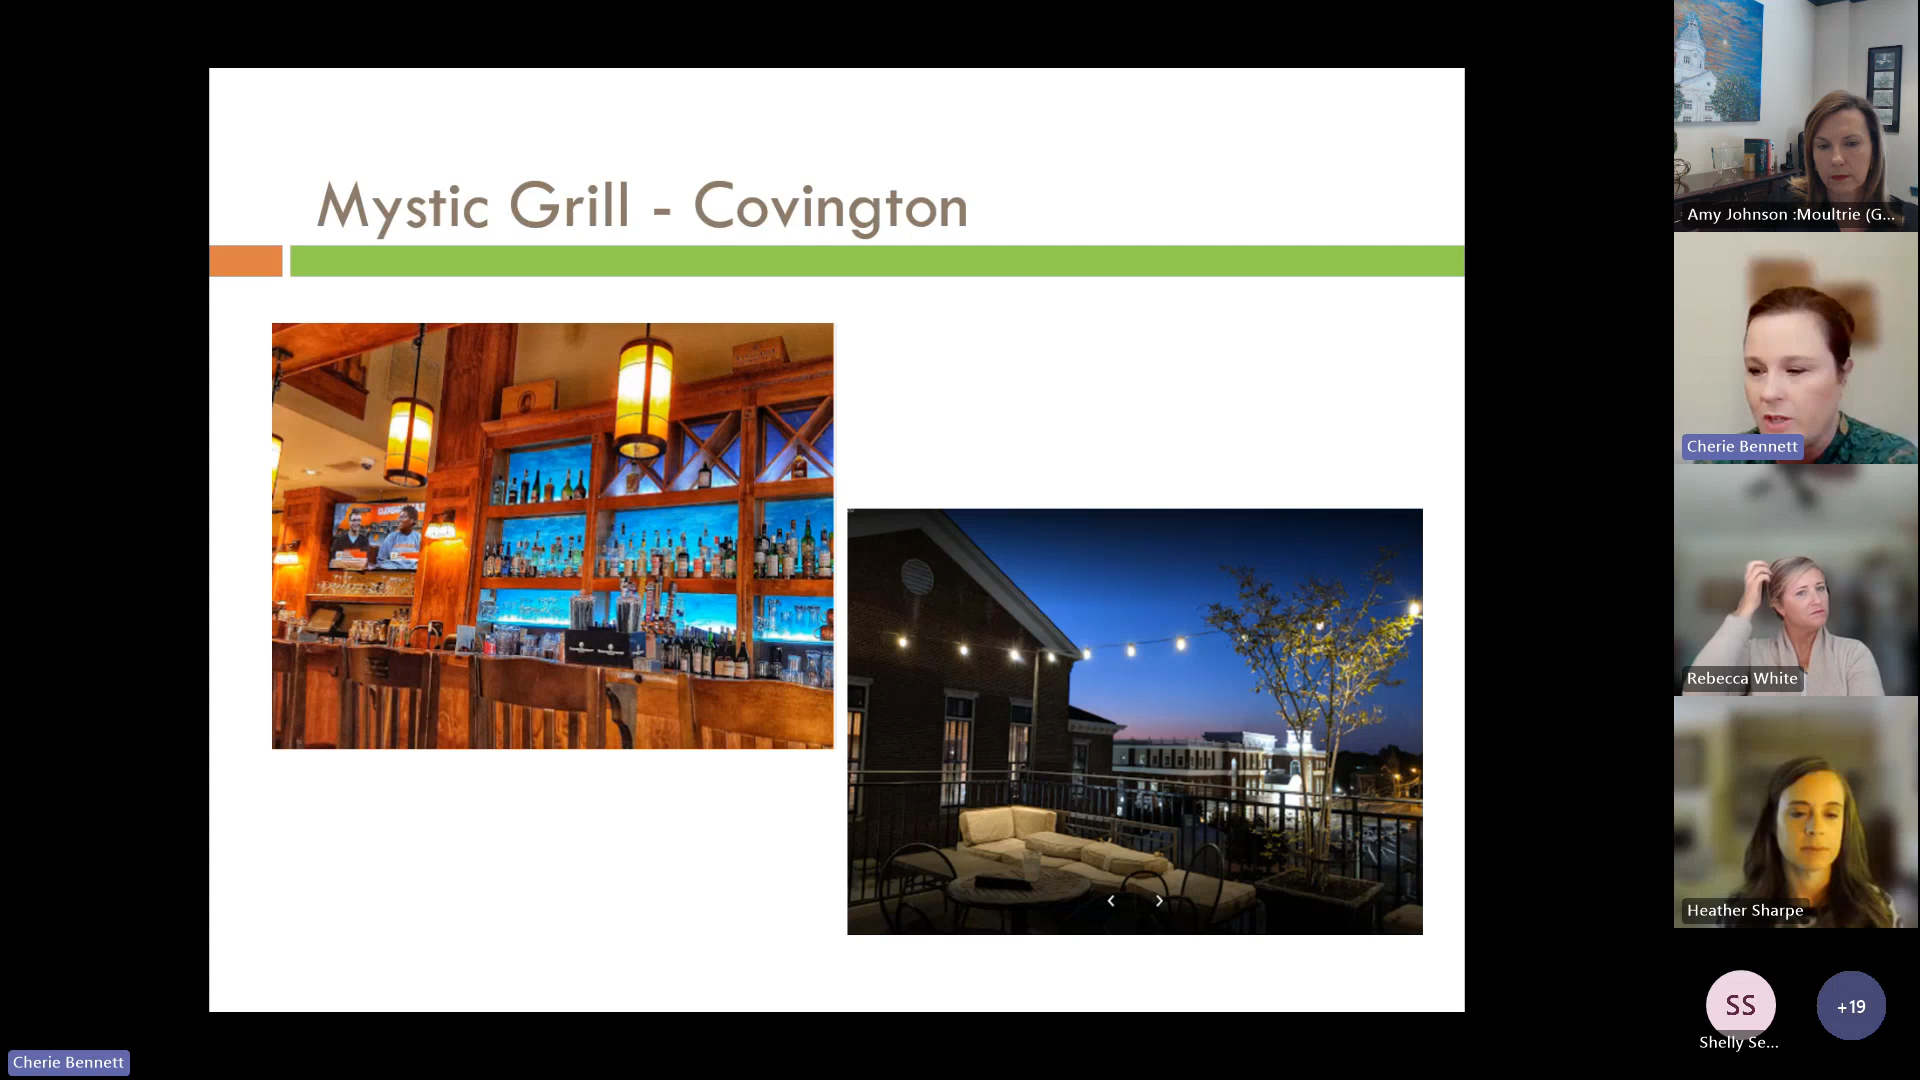 Mystic Grill - Covington
Amy Johnson :Moultrie (G...
Cherie Bennett
Rebecca White
Heather Sharpe
SS
+19
Shelly Se...
Cherie Bennett